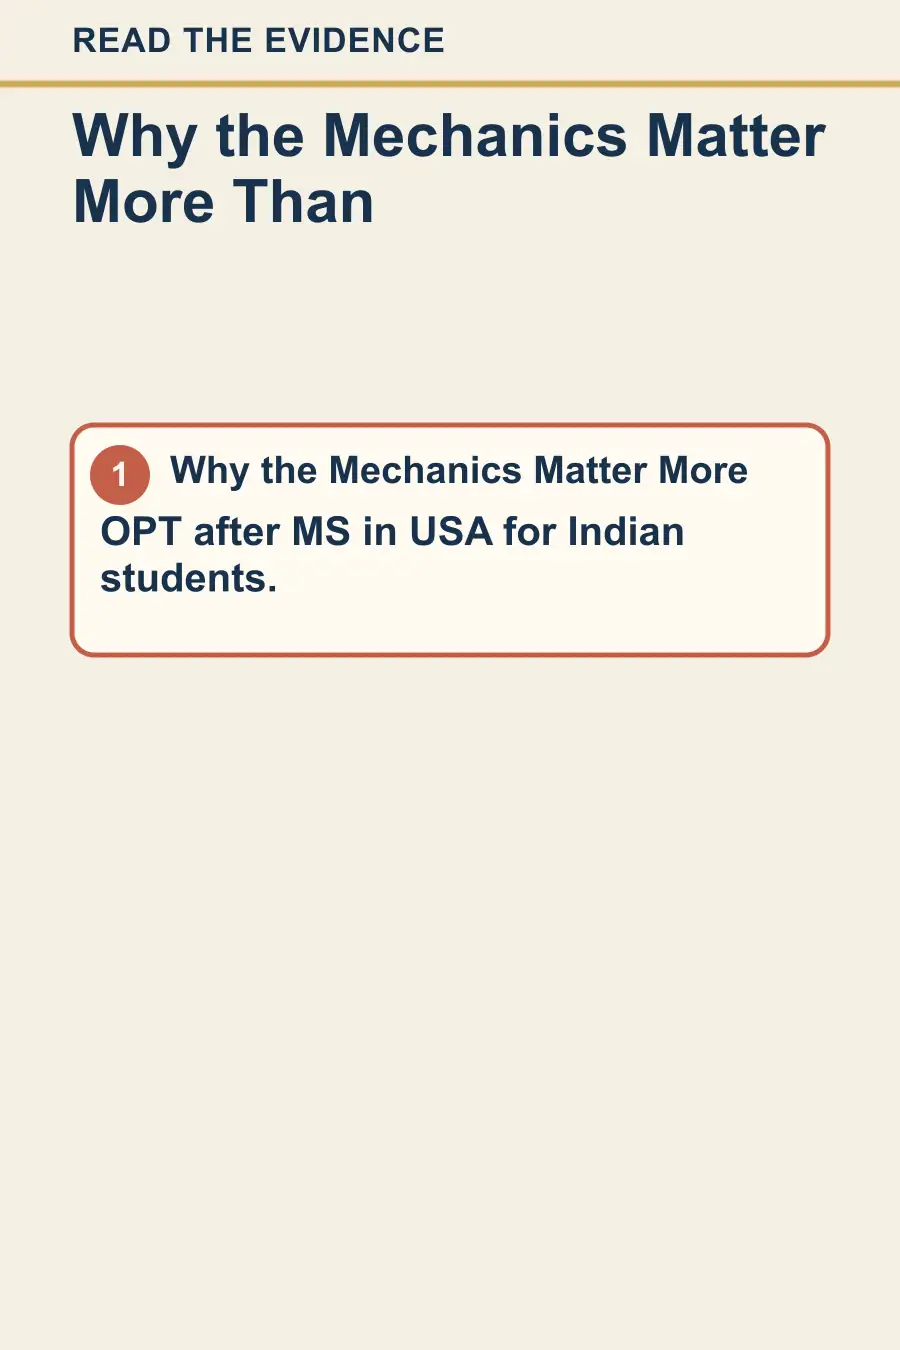 READ THE EVIDENCE
Why the Mechanics Matter
More Than
1 Why the Mechanics Matter More
OPT after MS in USA for Indian
students.